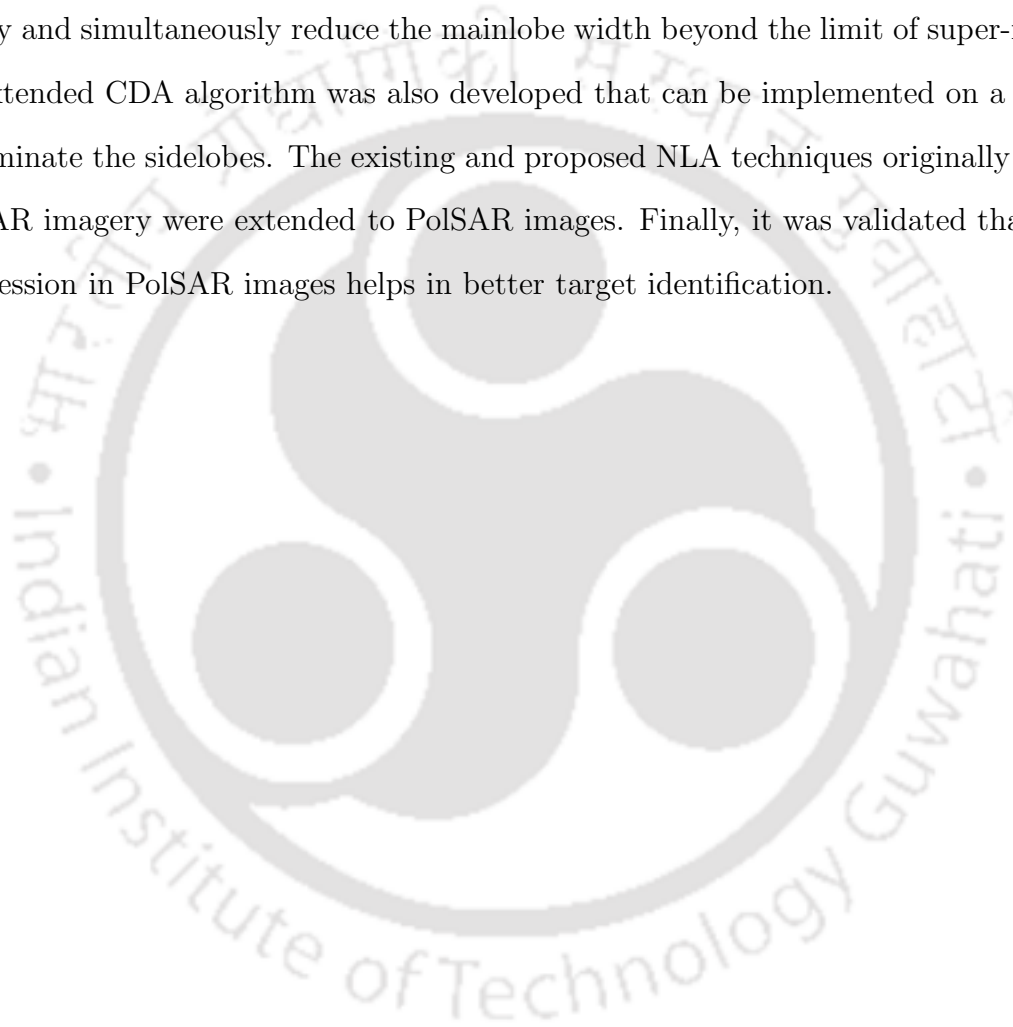 y and simultaneously reduce the mainlobe width beyond the limit of super-
xtended CDA algorithm was also developed that can be implemented on a
minate the sidelobes. The existing and proposed NLA techniques originally
AR imagery were extended to PolSAR images. Finally, it was validated tha
ession in PolSAR images helps in better target identification.
Indian Institute of Technology Guwahati